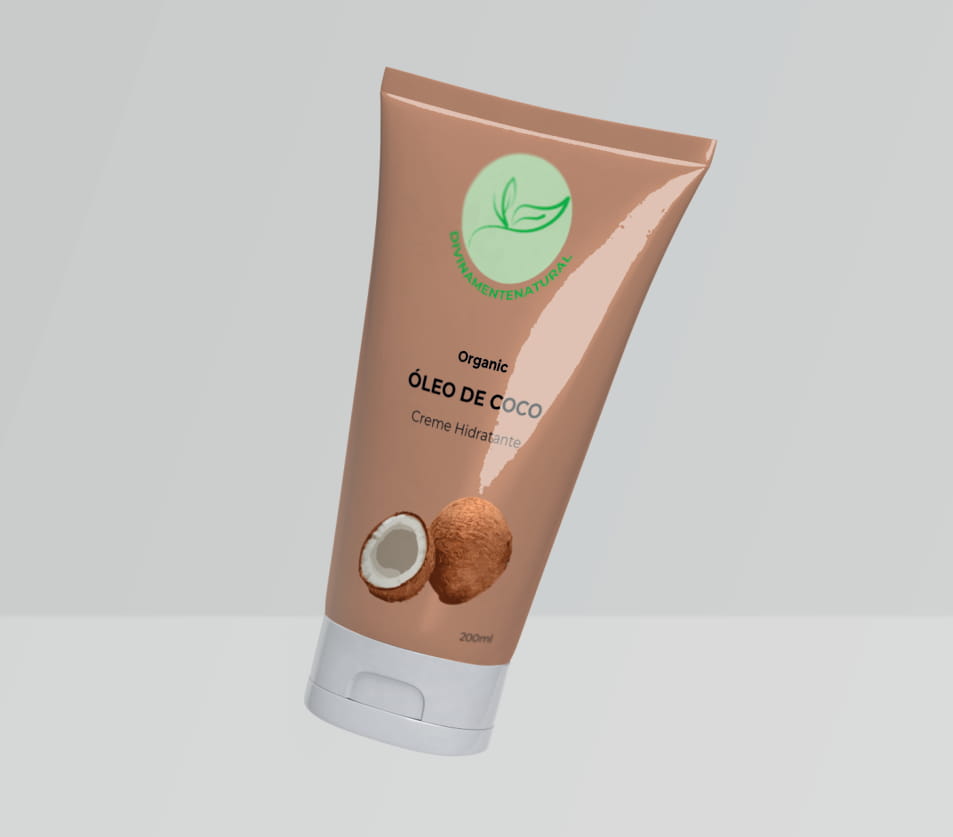 DIVINAMENTENATURAL
Organic
ÓLEO DE COCO
Creme Hidratante
200ml